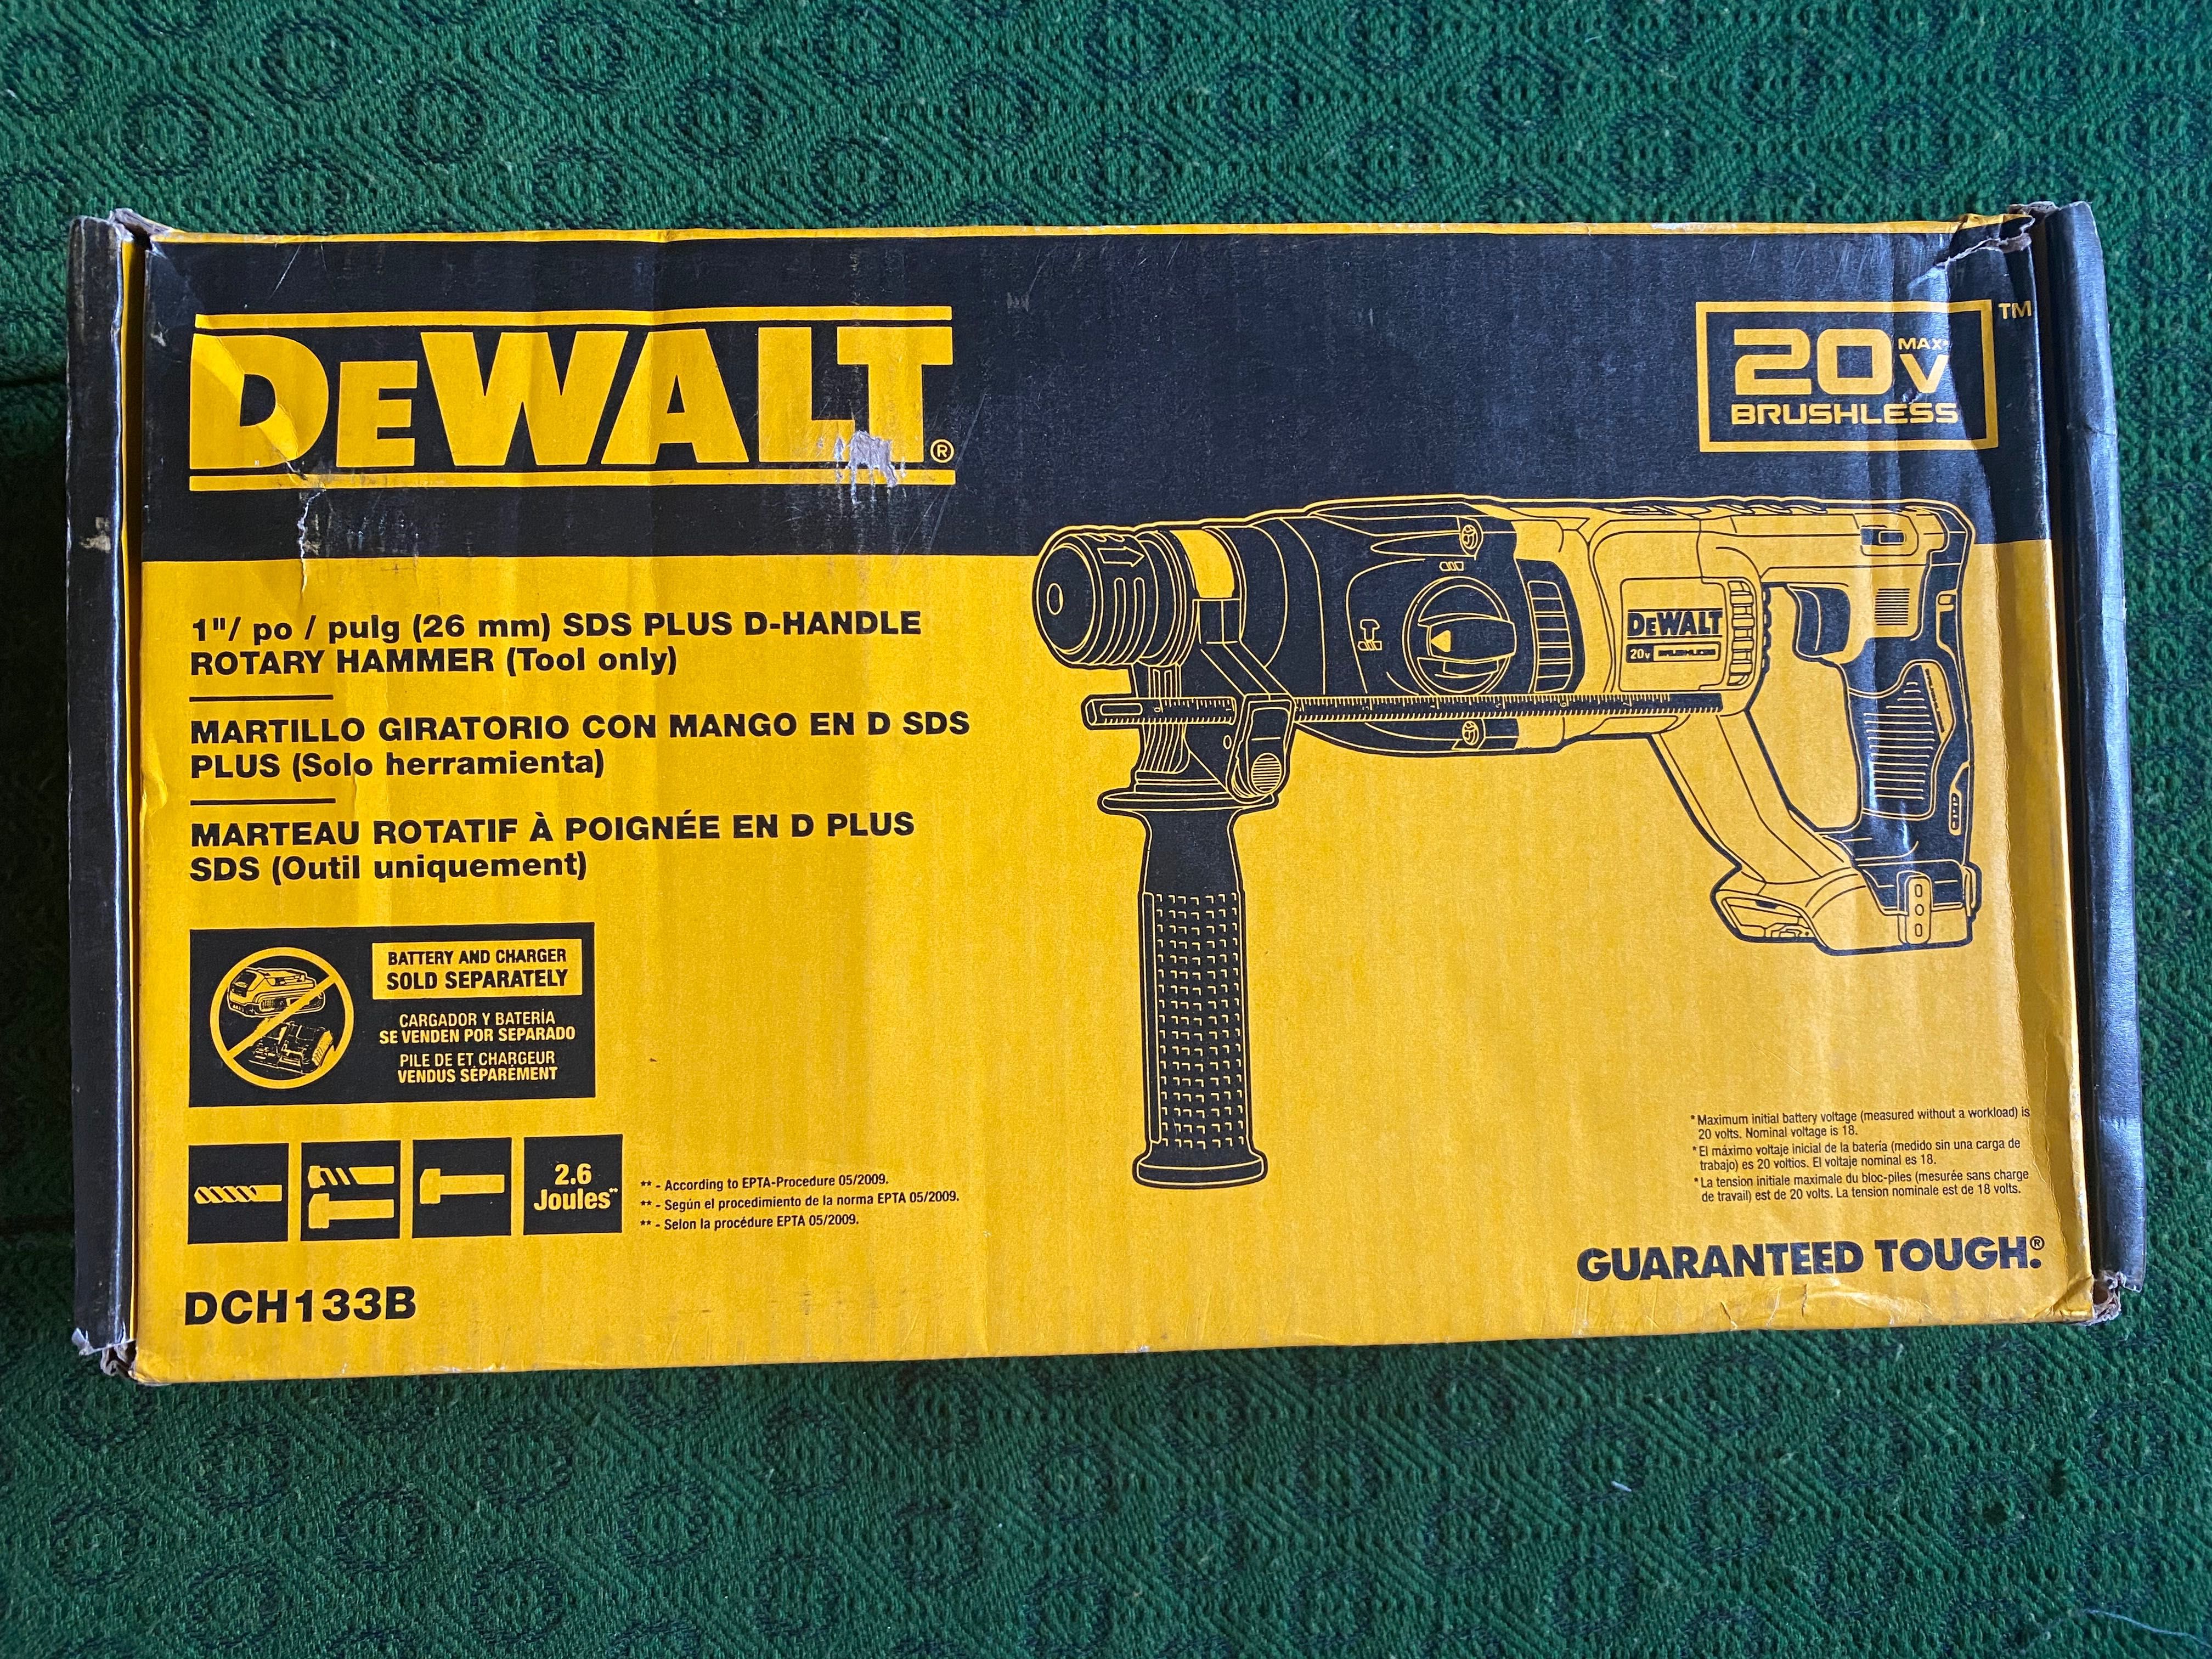 DEWALT®
20V MAX* ™
BRUSHLESS
1"/ po / pulg (26 mm) SDS PLUS D-HANDLE
ROTARY HAMMER (Tool only)
MARTILLO GIRATORIO CON MANGO EN D SDS
PLUS (Solo herramienta)
MARTEAU ROTATIF À POIGNÉE EN D PLUS
SDS (Outil uniquement)
DEWALT
20v BRUSHLESS
BATTERY AND CHARGER
SOLD SEPARATELY
CARGADOR Y BATERÍA
SE VENDEN POR SEPARADO
PILE DE ET CHARGEUR
VENDUS SÉPARÉMENT
2.6
Joules**
** - According to EPTA-Procedure 05/2009.
** - Según el procedimiento de la norma EPTA 05/2009.
** - Selon la procédure EPTA 05/2009.
*Maximum initial battery voltage (measured without a workload) is
20 volts. Nominal voltage is 18.
*El máximo voltaje inicial de la batería (medido sin una carga de
trabajo) es 20 voltios. El voltaje nominal es 18.
*La tension initiale maximale du bloc-piles (mesurée sans charge
de travail) est de 20 volts. La tension nominale est de 18 volts.
GUARANTEED TOUGH.®
DCH133B